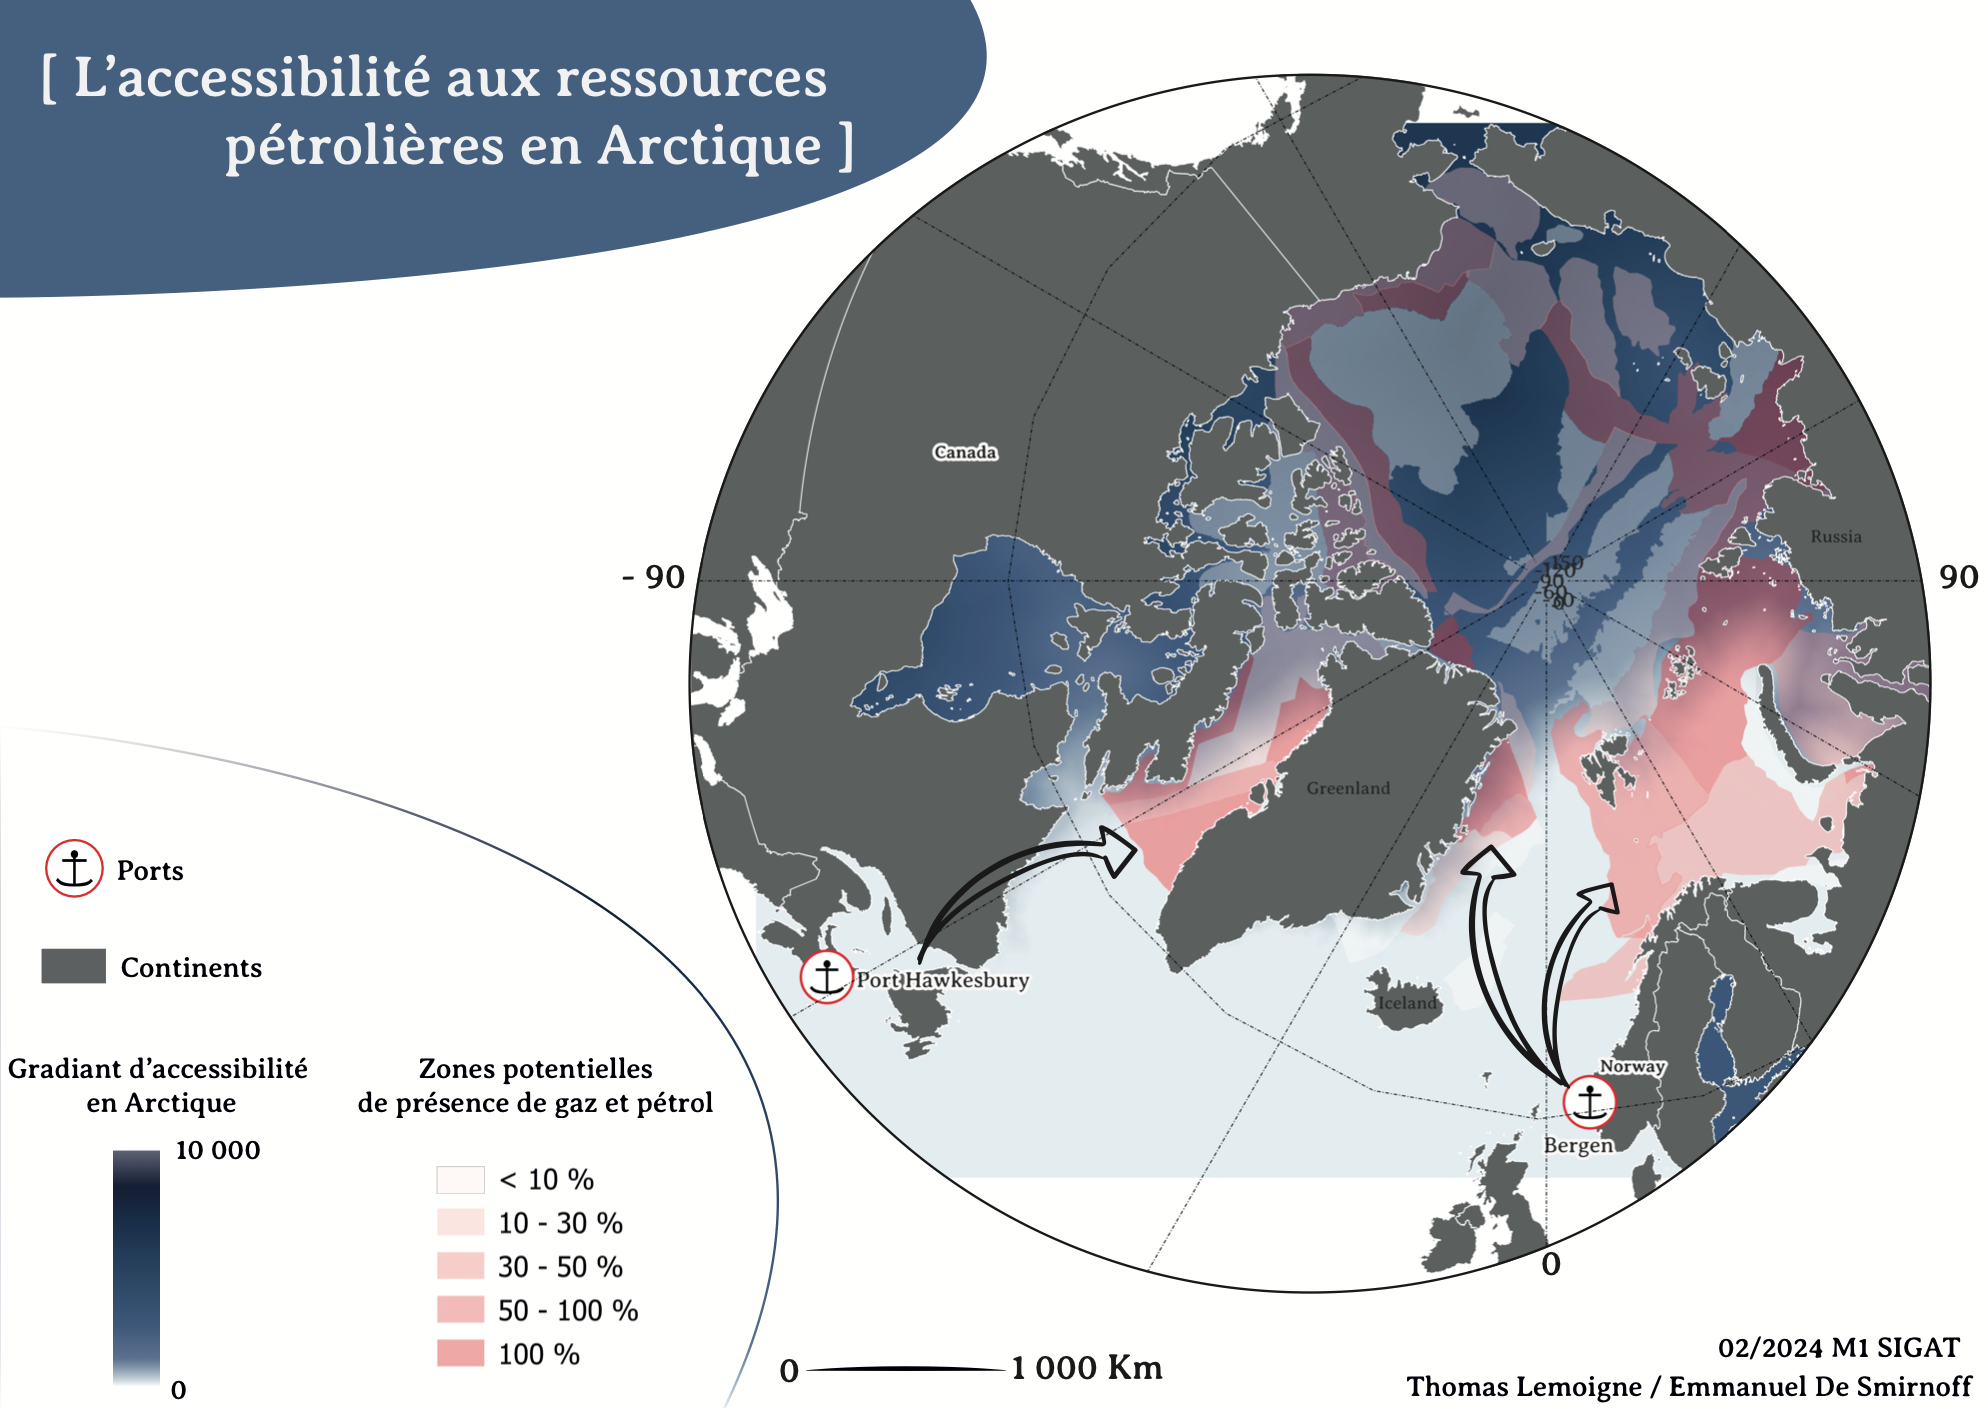 [ L'accessibilité aux ressources
pétrolières en Arctique ]
Canada
Russia
- 90
90
150
120
90
-60
-30
0
Greenland
Iceland
Port Hawkesbury
Norway
Bergen
0
Ports
Continents
Gradiant d'accessibilité
en Arctique
10 000
0
Zones potentielles
de présence de gaz et pétrol
< 10 %
10 - 30 %
30 - 50 %
50 - 100 %
100 %
0
1 000 Km
02/2024 M1 SIGAT
Thomas Lemoigne / Emmanuel De Smirnoff